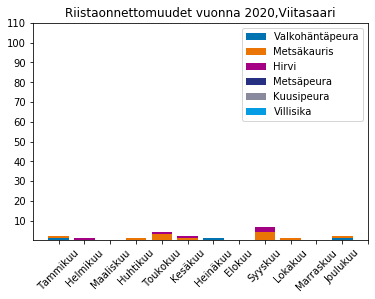 Riistaonnettomuudet vuonna 2020,Viitasaari
110
100
90
80
70
60
50
40
30
20
10
Valkohäntäpeura
Metsäkauris
Hirvi
Metsäpeura
Kuusipeura
Villisika
Tammikuu
Helmikuu
Maaliskuu
Huhtikuu
Toukokuu
Kesäkuu
Heinäkuu
Elokuu
Syyskuu
Lokakuu
Marraskuu
Joulukuu